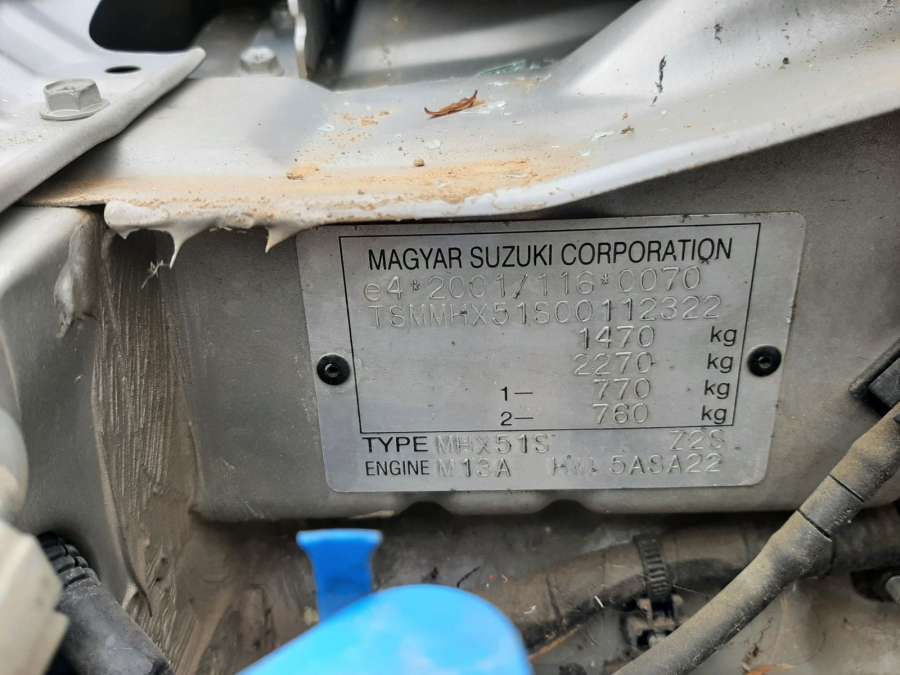 MAGYAR SUZUKI CORPORATION
e4*2001/116*0070
TSMMHX51S00112322
1470 kg
2270 kg
1— 770 kg
2— 760 kg
TYPE MHX51S Z2S
ENGINE M13A 5ASA22